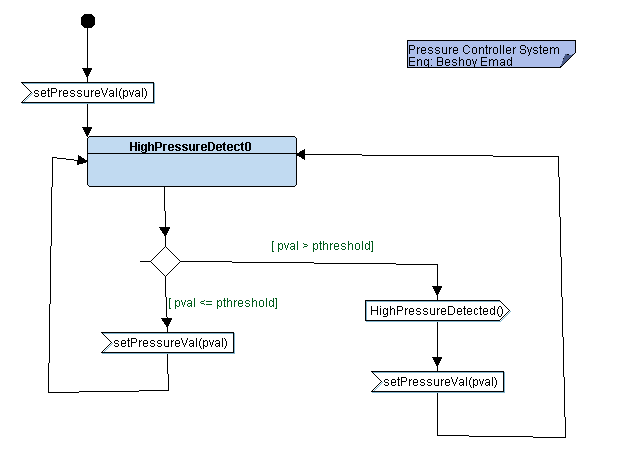 Pressure Controller System
Eng: Beshoy Emad
setPressureVal(pval)
HighPressureDetect0
[ pval > pthreshold]
[ pval <= pthreshold]
HighPressureDetected()
setPressureVal(pval)
setPressureVal(pval)